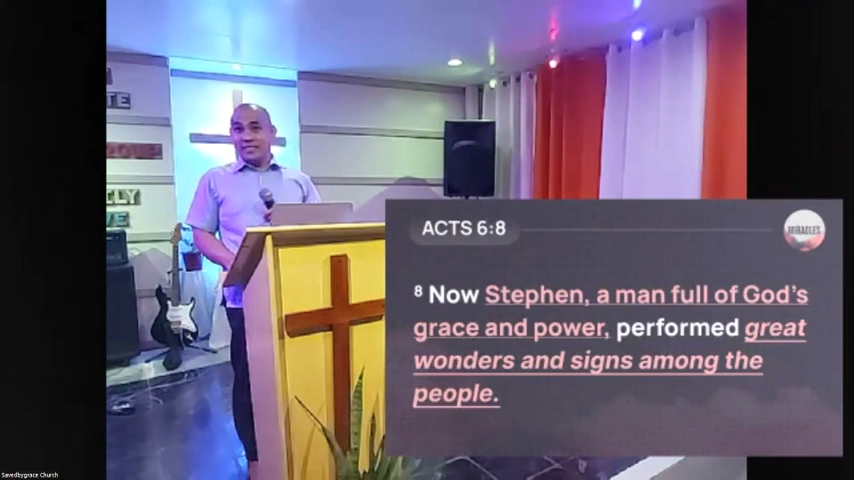 ACTS 6:8
MIRACLES
⁸ Now Stephen, a man full of God's
grace and power, performed great
wonders and signs among the
people.
Savedbygrace Church